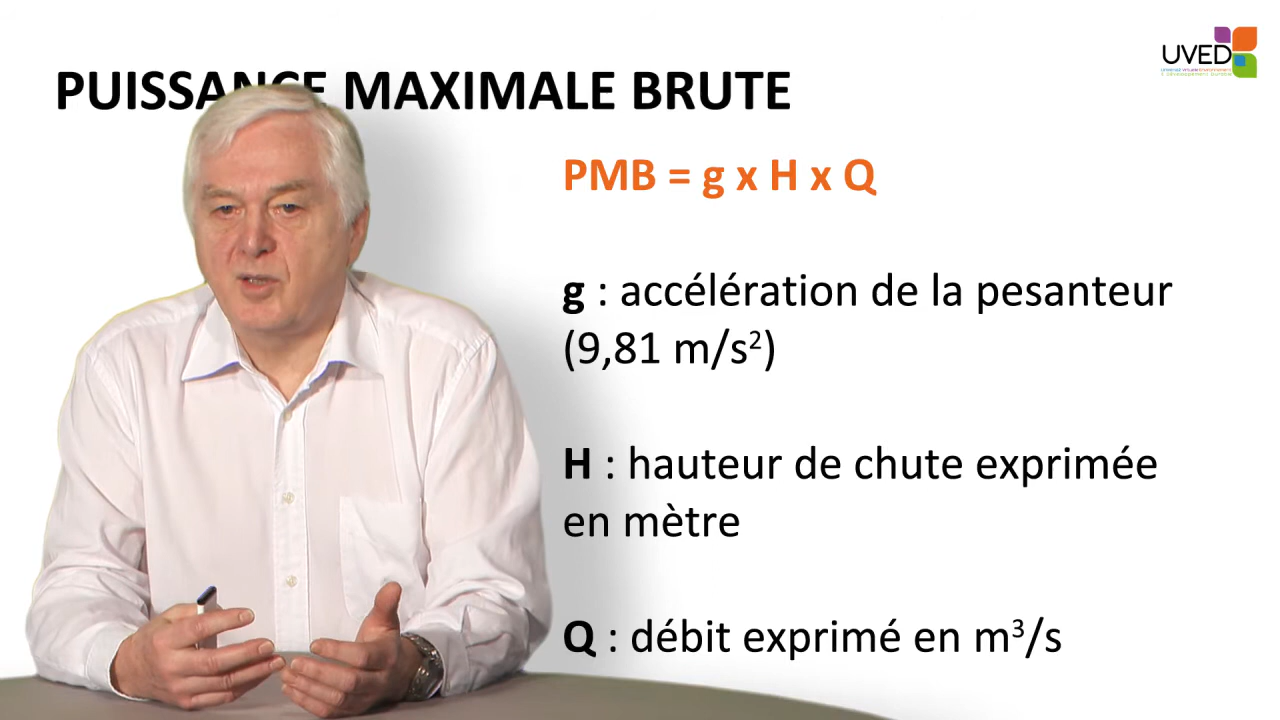 UVED
PUISSANCE MAXIMALE BRUTE
PMB = g x H x Q
g : accélération de la pesanteur
(9,81 m/s²)
H : hauteur de chute exprimée
en mètre
Q : débit exprimé en m³/s